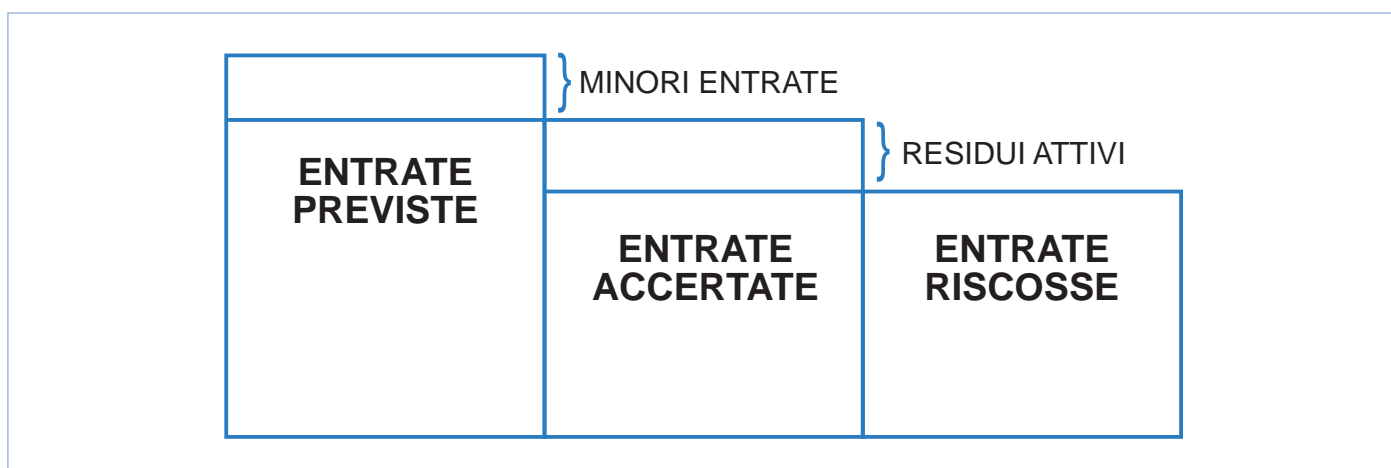 MINORI ENTRATE
RESIDUI ATTIVI
ENTRATE
PREVISTE
ENTRATE
ACCERTATE
ENTRATE
RISCOSSE